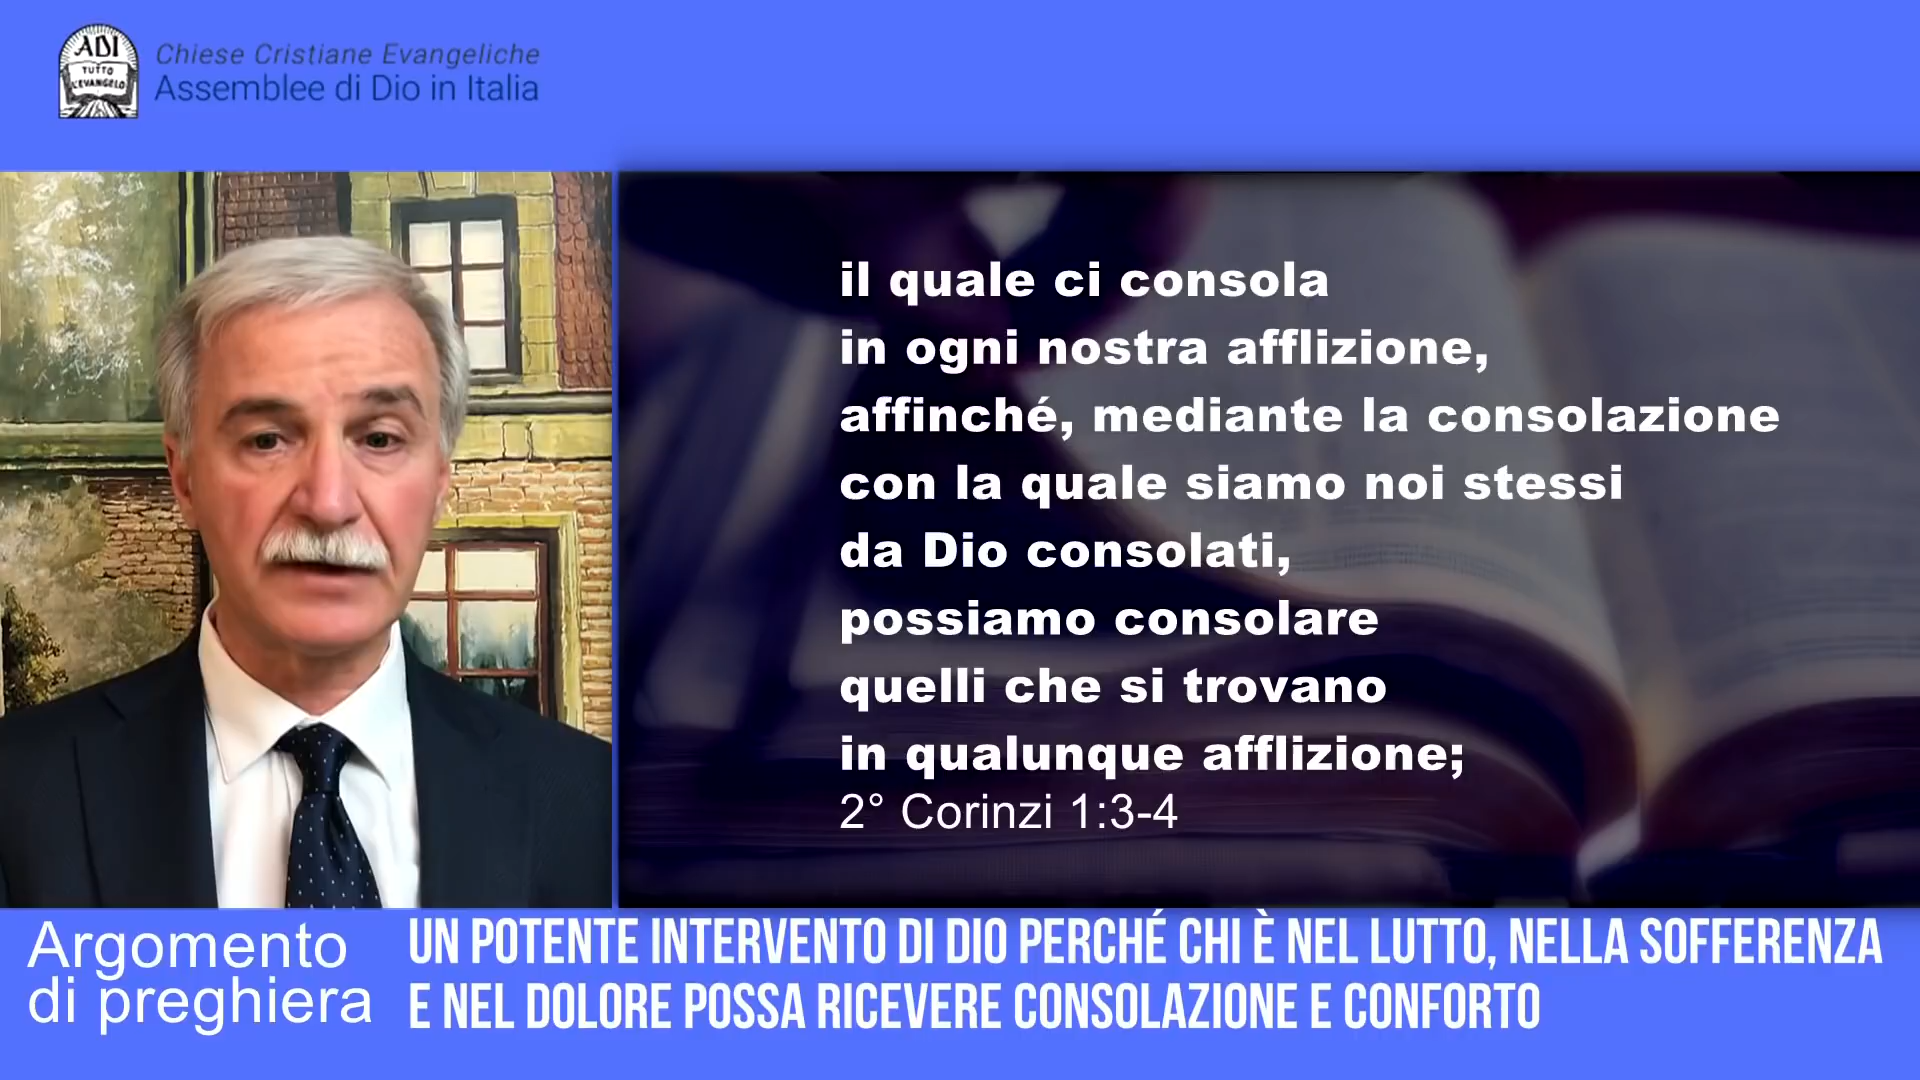 ADI
TUTTO
L'EVANGELO
Chiese Cristiane Evangeliche
Assemblee di Dio in Italia
il quale ci consola
in ogni nostra afflizione,
affinché, mediante la consolazione
con la quale siamo noi stessi
da Dio consolati,
possiamo consolare
quelli che si trovano
in qualunque afflizione;
2° Corinzi 1:3-4
Argomento
di preghiera
UN POTENTE INTERVENTO DI DIO PERCHÉ CHI È NEL LUTTO, NELLA SOFFERENZA
E NEL DOLORE POSSA RICEVERE CONSOLAZIONE E CONFORTO